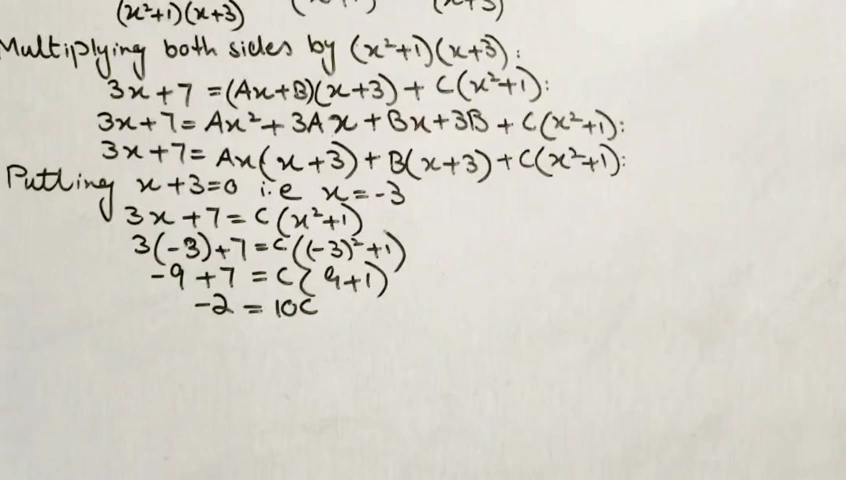 (x²+1)(x+3)
Multiplying both sides by (x²+1)(x+3):
3x+7 =(Ax+B)(x+3)+ C(x²+1):
3x+7= Ax²+ 3Ax +Bx+3B + C(x²+1):
3x+7= Ax(x+3)+B(x+3)+C(x²+1):
Putting x+3=0 i.e x=-3
3x+7= C(x²+1)
3(-3)+7=C((-3)²+1)
-9+7 = C(9+1)
-2 = 10C